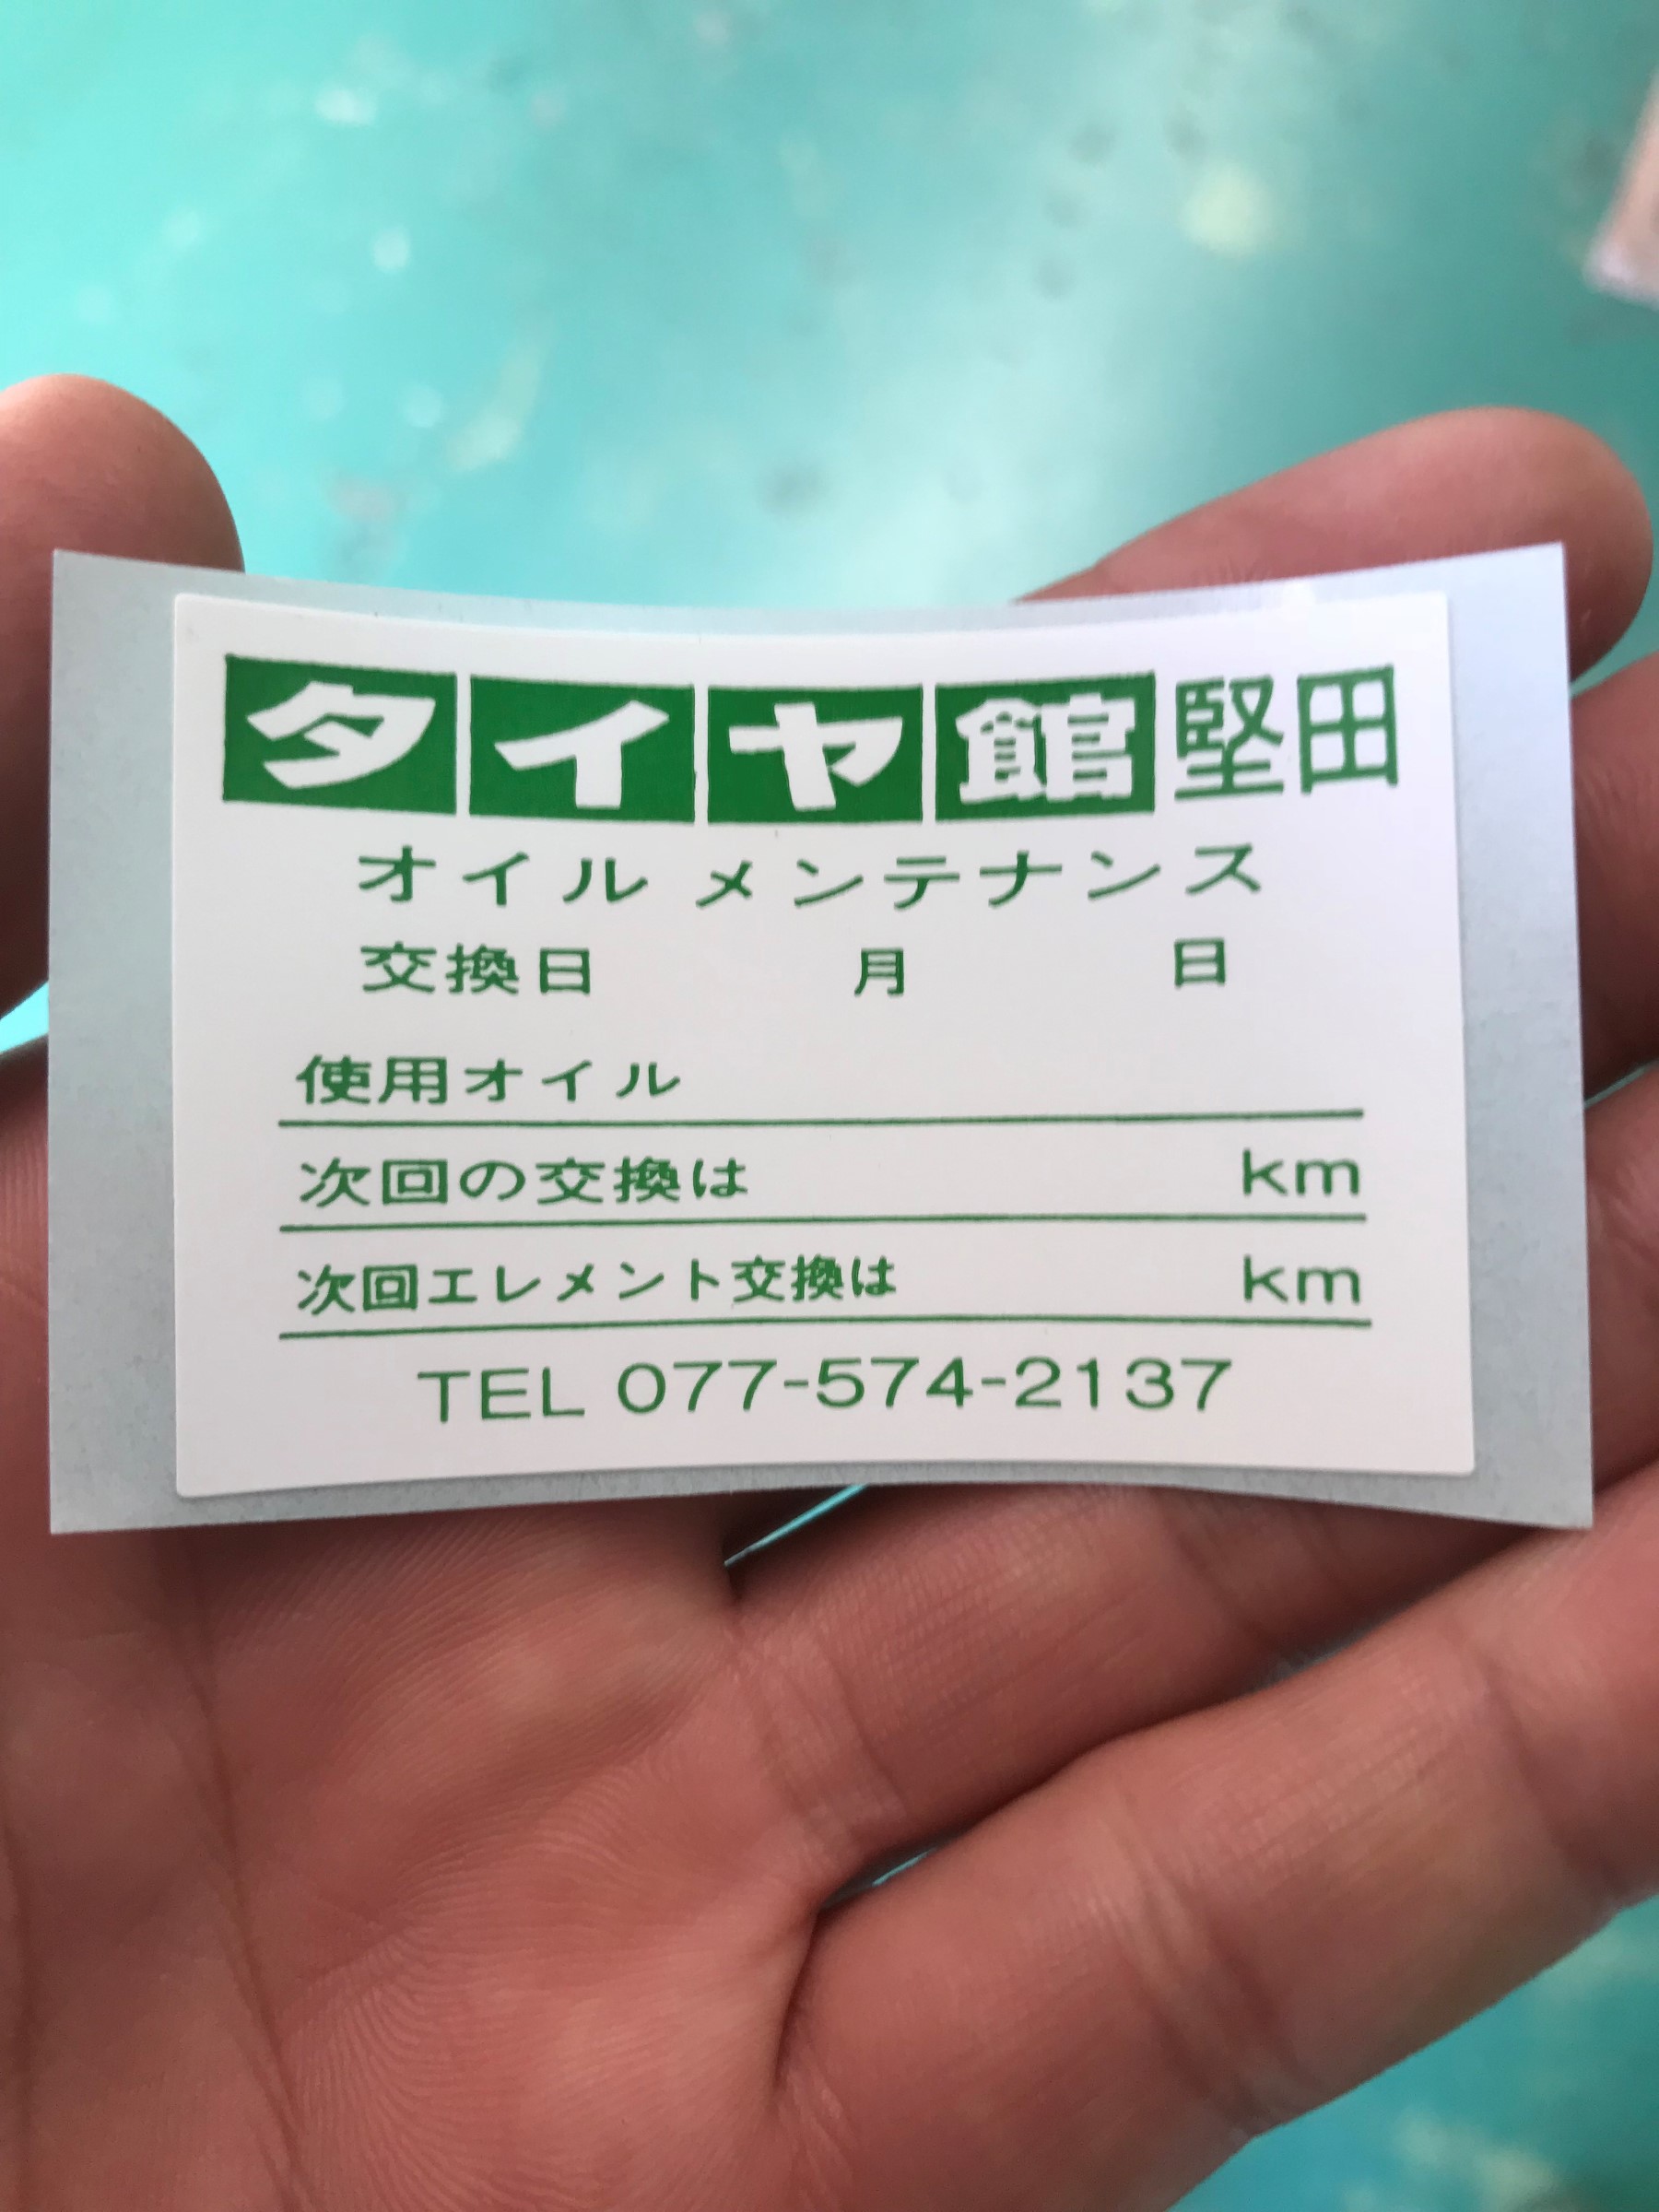 タイヤ館堅田
オイルメンテナンス
交換日 月 日
使用オイル
次回の交換は km
次回エレメント交換は km
TEL 077-574-2137